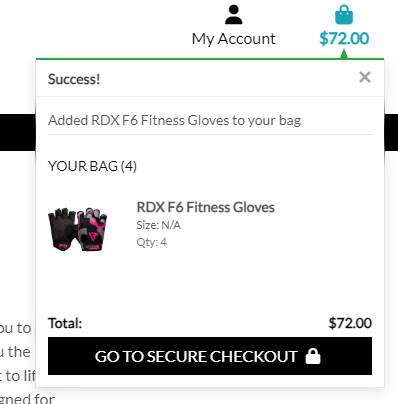 My Account
$72.00
Success!
×
Added RDX F6 Fitness Gloves to your bag
YOUR BAG (4)
RDX F6 Fitness Gloves
Size: N/A
Qty: 4
Total: $72.00
GO TO SECURE CHECKOUT
ou to
u the
t to lif
gned for